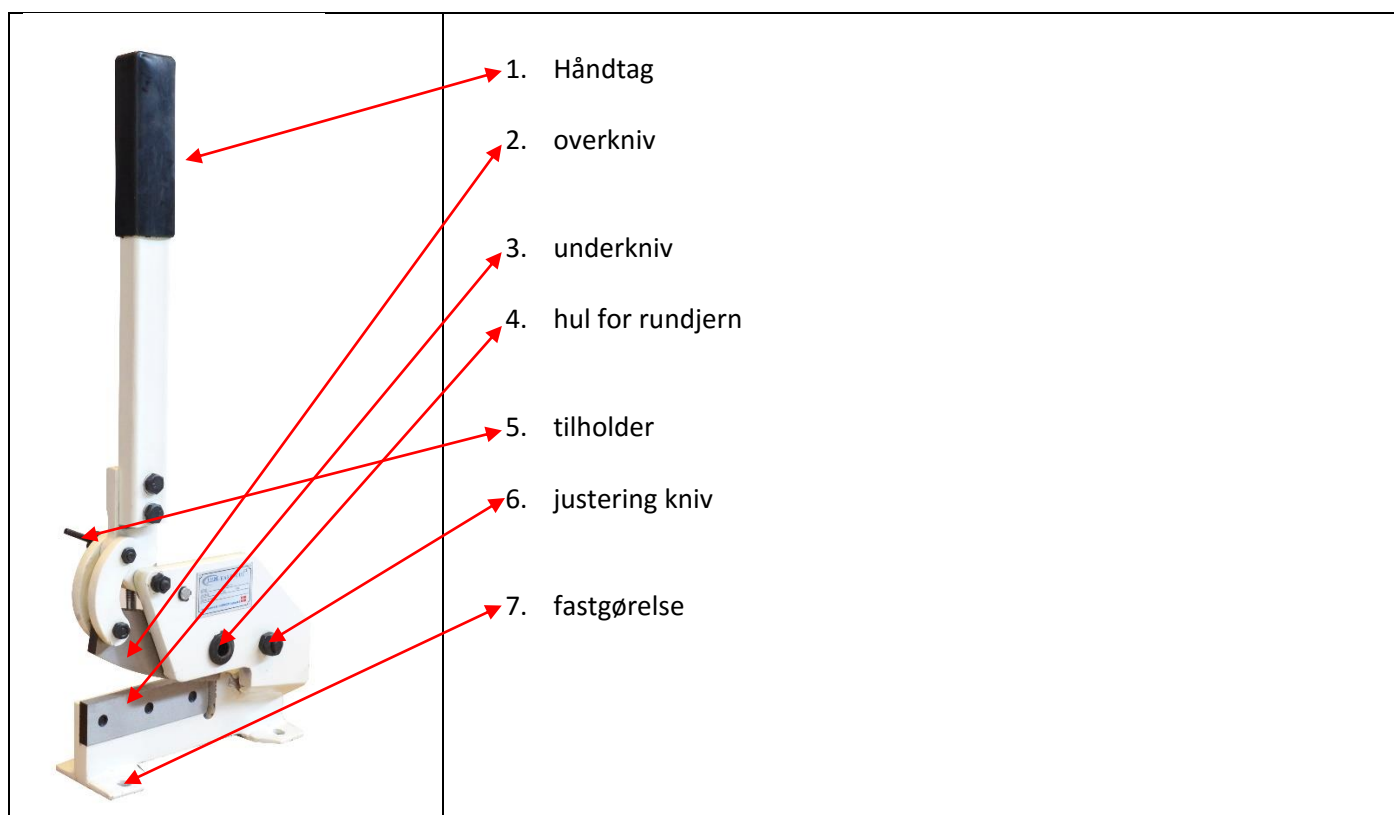 1. Håndtag
2. overkniv
3. underkniv
4. hul for rundjern
5. tilholder
6. justering kniv
7. fastgørelse